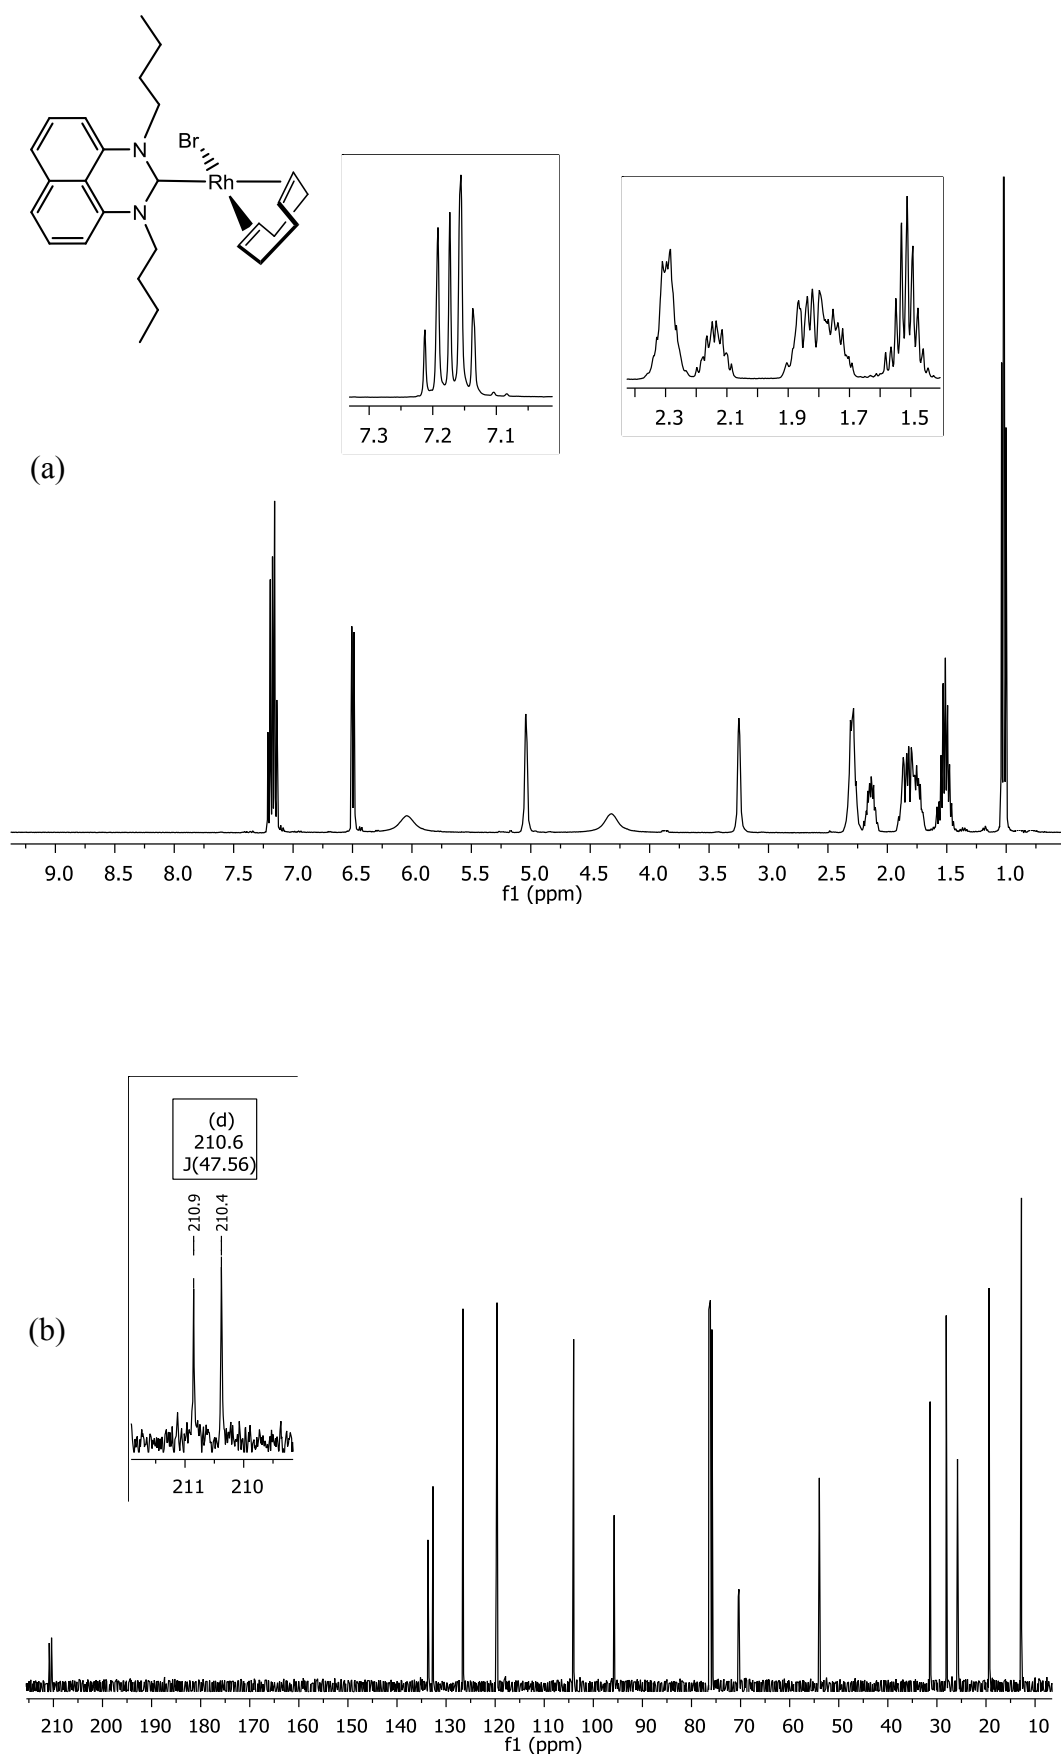 Br
N
Rh
N
7.3 7.2 7.1
2.3 2.1 1.9 1.7 1.5
(a)
9.0 8.5 8.0 7.5 7.0 6.5 6.0 5.5 5.0 4.5 4.0 3.5 3.0 2.5 2.0 1.5 1.0
f1 (ppm)
(d)
210.6
J(47.56)
210.9
210.4
(b)
211 210
210 200 190 180 170 160 150 140 130 120 110 100 90 80 70 60 50 40 30 20 10
f1 (ppm)